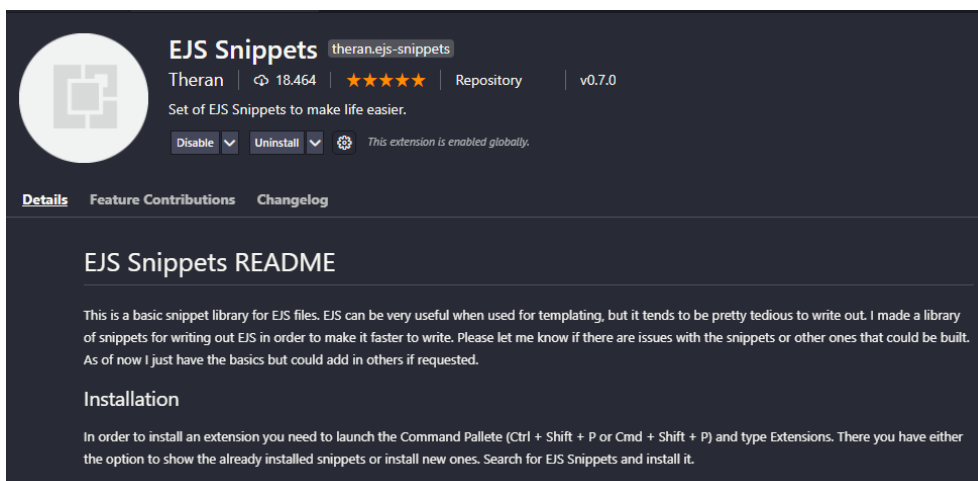 EJS Snippets theran.ejs-snippets
Theran 18.464 Repository v0.7.0
Set of EJS Snippets to make life easier.
Disable Uninstall This extension is enabled globally.
Details Feature Contributions Changelog
EJS Snippets README
This is a basic snippet library for EJS files. EJS can be very useful when used for templating, but it tends to be pretty tedious to write out. I made a library
of snippets for writing out EJS in order to make it faster to write. Please let me know if there are issues with the snippets or other ones that could be built.
As of now I just have the basics but could add in others if requested.
Installation
In order to install an extension you need to launch the Command Pallete (Ctrl + Shift + P or Cmd + Shift + P) and type Extensions. There you have either
the option to show the already installed snippets or install new ones. Search for EJS Snippets and install it.